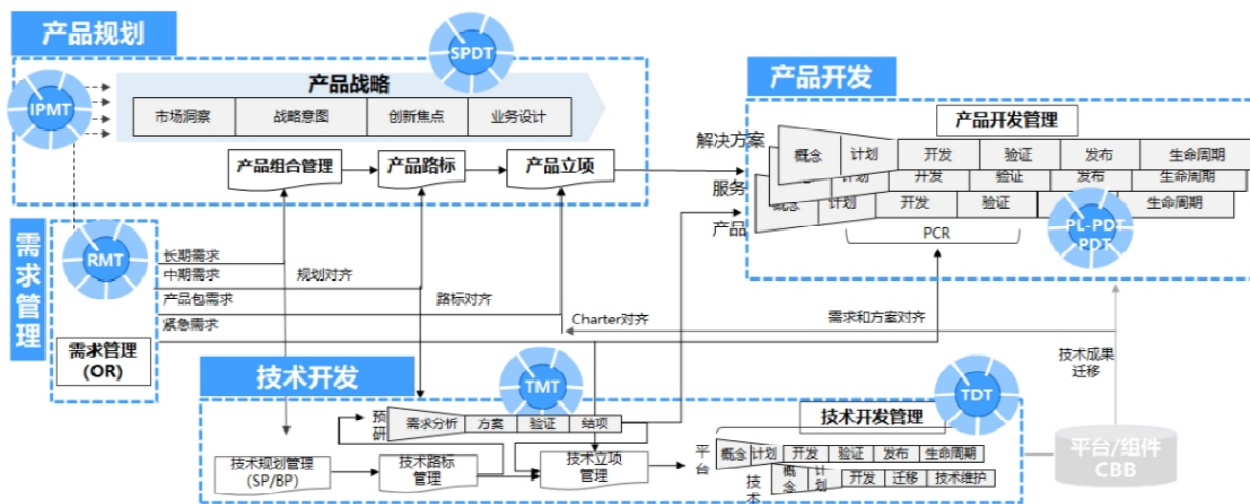 产品规划
SPDT
IPMT
产品战略
市场洞察
战略意图
创新焦点
业务设计
产品组合管理
产品路标
产品立项
产品开发
产品开发管理
解决方案
概念
计划
开发
验证
发布
生命周期
服务
计划
开发
验证
发布
生命周期
产品
概念
计划
开发
验证
生命周期
PCR
PL-PDT
PDT
需求管理
RMT
长期需求
中期需求
产品包需求
紧急需求
需求管理
(OR)
规划对齐
路标对齐
Charter对齐
需求和方案对齐
技术成果
迁移
技术开发
TMT
TDT
预研
需求分析
方案
验证
结项
技术规划管理
(SP/BP)
技术路标
管理
技术立项
管理
技术开发管理
平台
概念
计划
开发
验证
发布
生命周期
技术
概念
计划
开发
迁移
技术维护
平台/组件
CBB